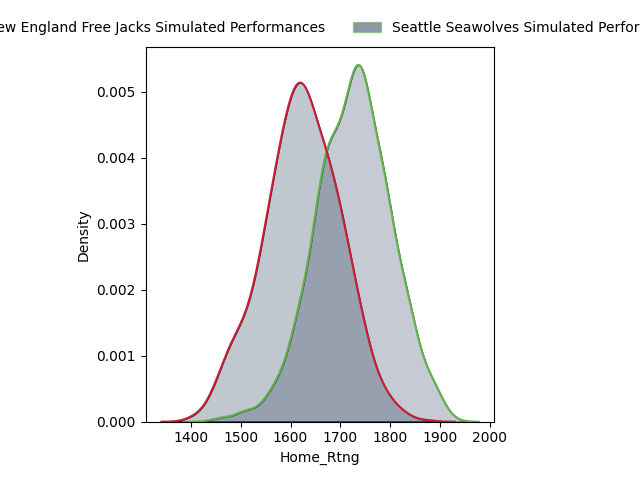 ew England Free Jacks Simulated Performances Seattle Seawolves Simulated Perfor
0.005
0.004
0.003
0.002
0.001
0.000
Density
1400 1500 1600 1700 1800 1900 2000
Home_Rtng